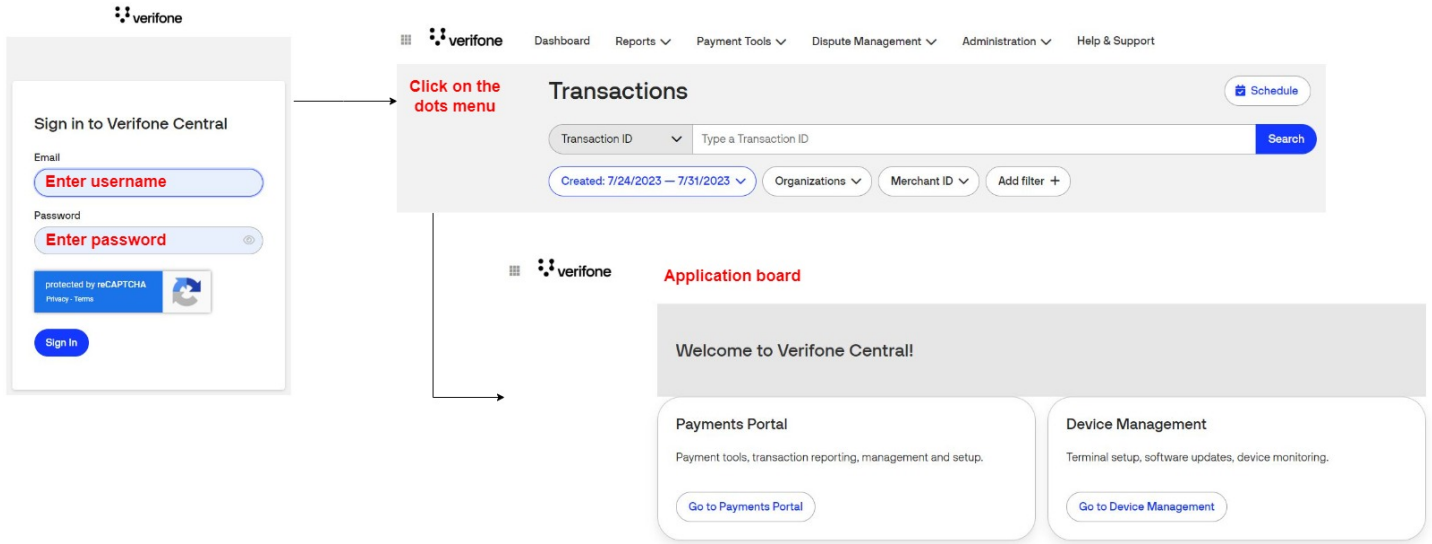 verifone
Sign in to Verifone Central
Email
Enter username
Password
Enter password
protected by reCAPTCHA
Privacy - Terms
Sign In
verifone Dashboard Reports Payment Tools Dispute Management Administration Help & Support
Click on the
dots menu
Transactions
Schedule
Transaction ID Type a Transaction ID Search
Created: 7/24/2023 — 7/31/2023 Organizations Merchant ID Add filter +
verifone
Application board
Welcome to Verifone Central!
Payments Portal
Payment tools, transaction reporting, management and setup.
Go to Payments Portal
Device Management
Terminal setup, software updates, device monitoring.
Go to Device Management